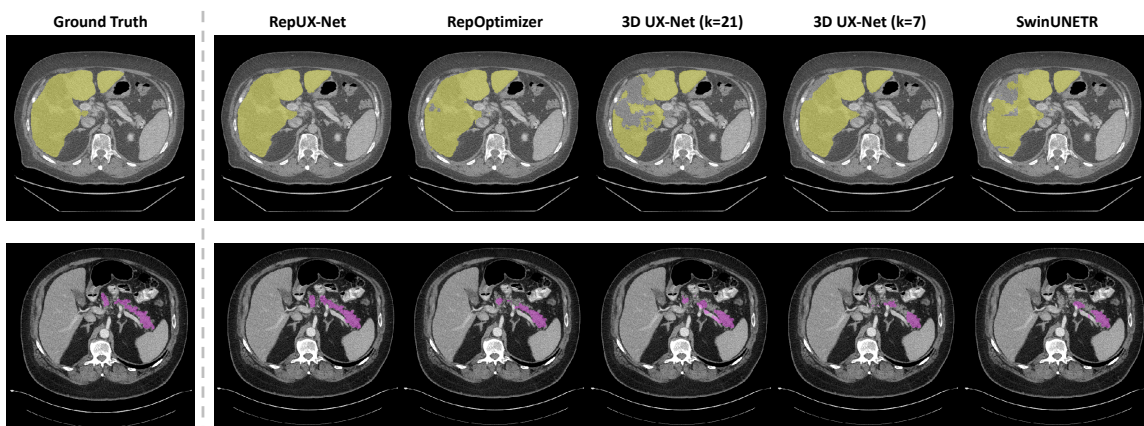 Ground Truth RepUX-Net RepOptimizer 3D UX-Net (k=21) 3D UX-Net (k=7) SwinUNETR